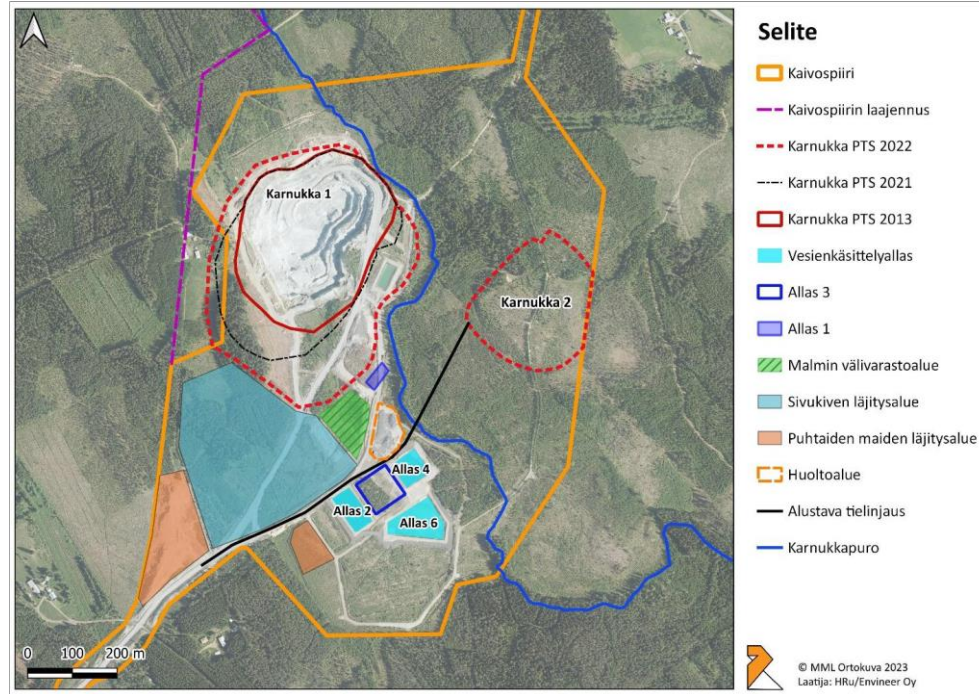 Karnukka 1
Karnukka 2
Allas 4
Allas 2
Allas 6
0 100 200 m
Selite
Kaivospiiri
Kaivospiirin laajennus
Karnukka PTS 2022
Karnukka PTS 2021
Karnukka PTS 2013
Vesienkäsittelyallas
Allas 3
Allas 1
Malmin välivarastoalue
Sivukiven läjitysalue
Puhtaiden maiden läjitysalue
Huoltoalue
Alustava tielinjaus
Karnukkapuro
© MML Ortokuva 2023
Laatija: HRu/Envineer Oy